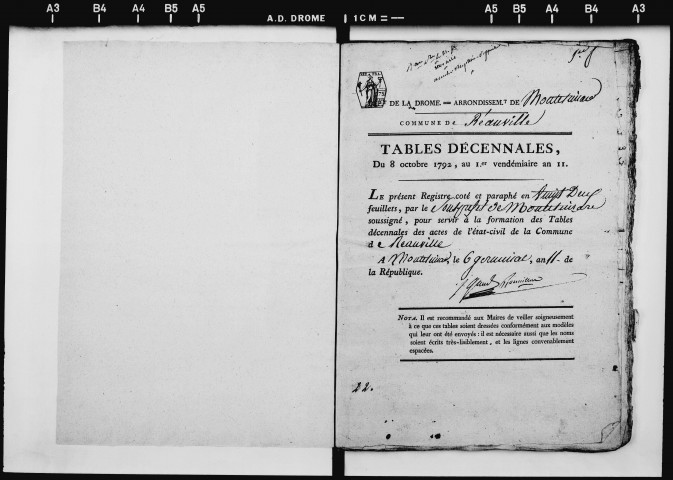 A3 B4 A4 B5 A5 A.D. DROME 1CM A5 B5 A4 B4 A3
DE LA DROME. — ARRONDISSEM.T DE Montelimar
COMMUNE De Réauville
TABLES DÉCENNALES,
Du 8 octobre 1792, au 1.er vendémiaire an 11.
LE présent Registre coté et paraphé en Vingt Deux
feuillets, par le Souspréfet de Montelimar
soussigné, pour servir à la formation des Tables
décennales des actes de l'état-civil de la Commune
de Reauville
A Montelimar, le 6 germinal, an 11 de
la République.
NOTA. Il est recommandé aux Maires de veiller soigneusement
à ce que ces tables soient dressées conformément aux modèles
qui leur ont été envoyés : il est nécessaire aussi que les noms
soient écrits très-lisiblement, et les lignes convenablement
espacées.
22.